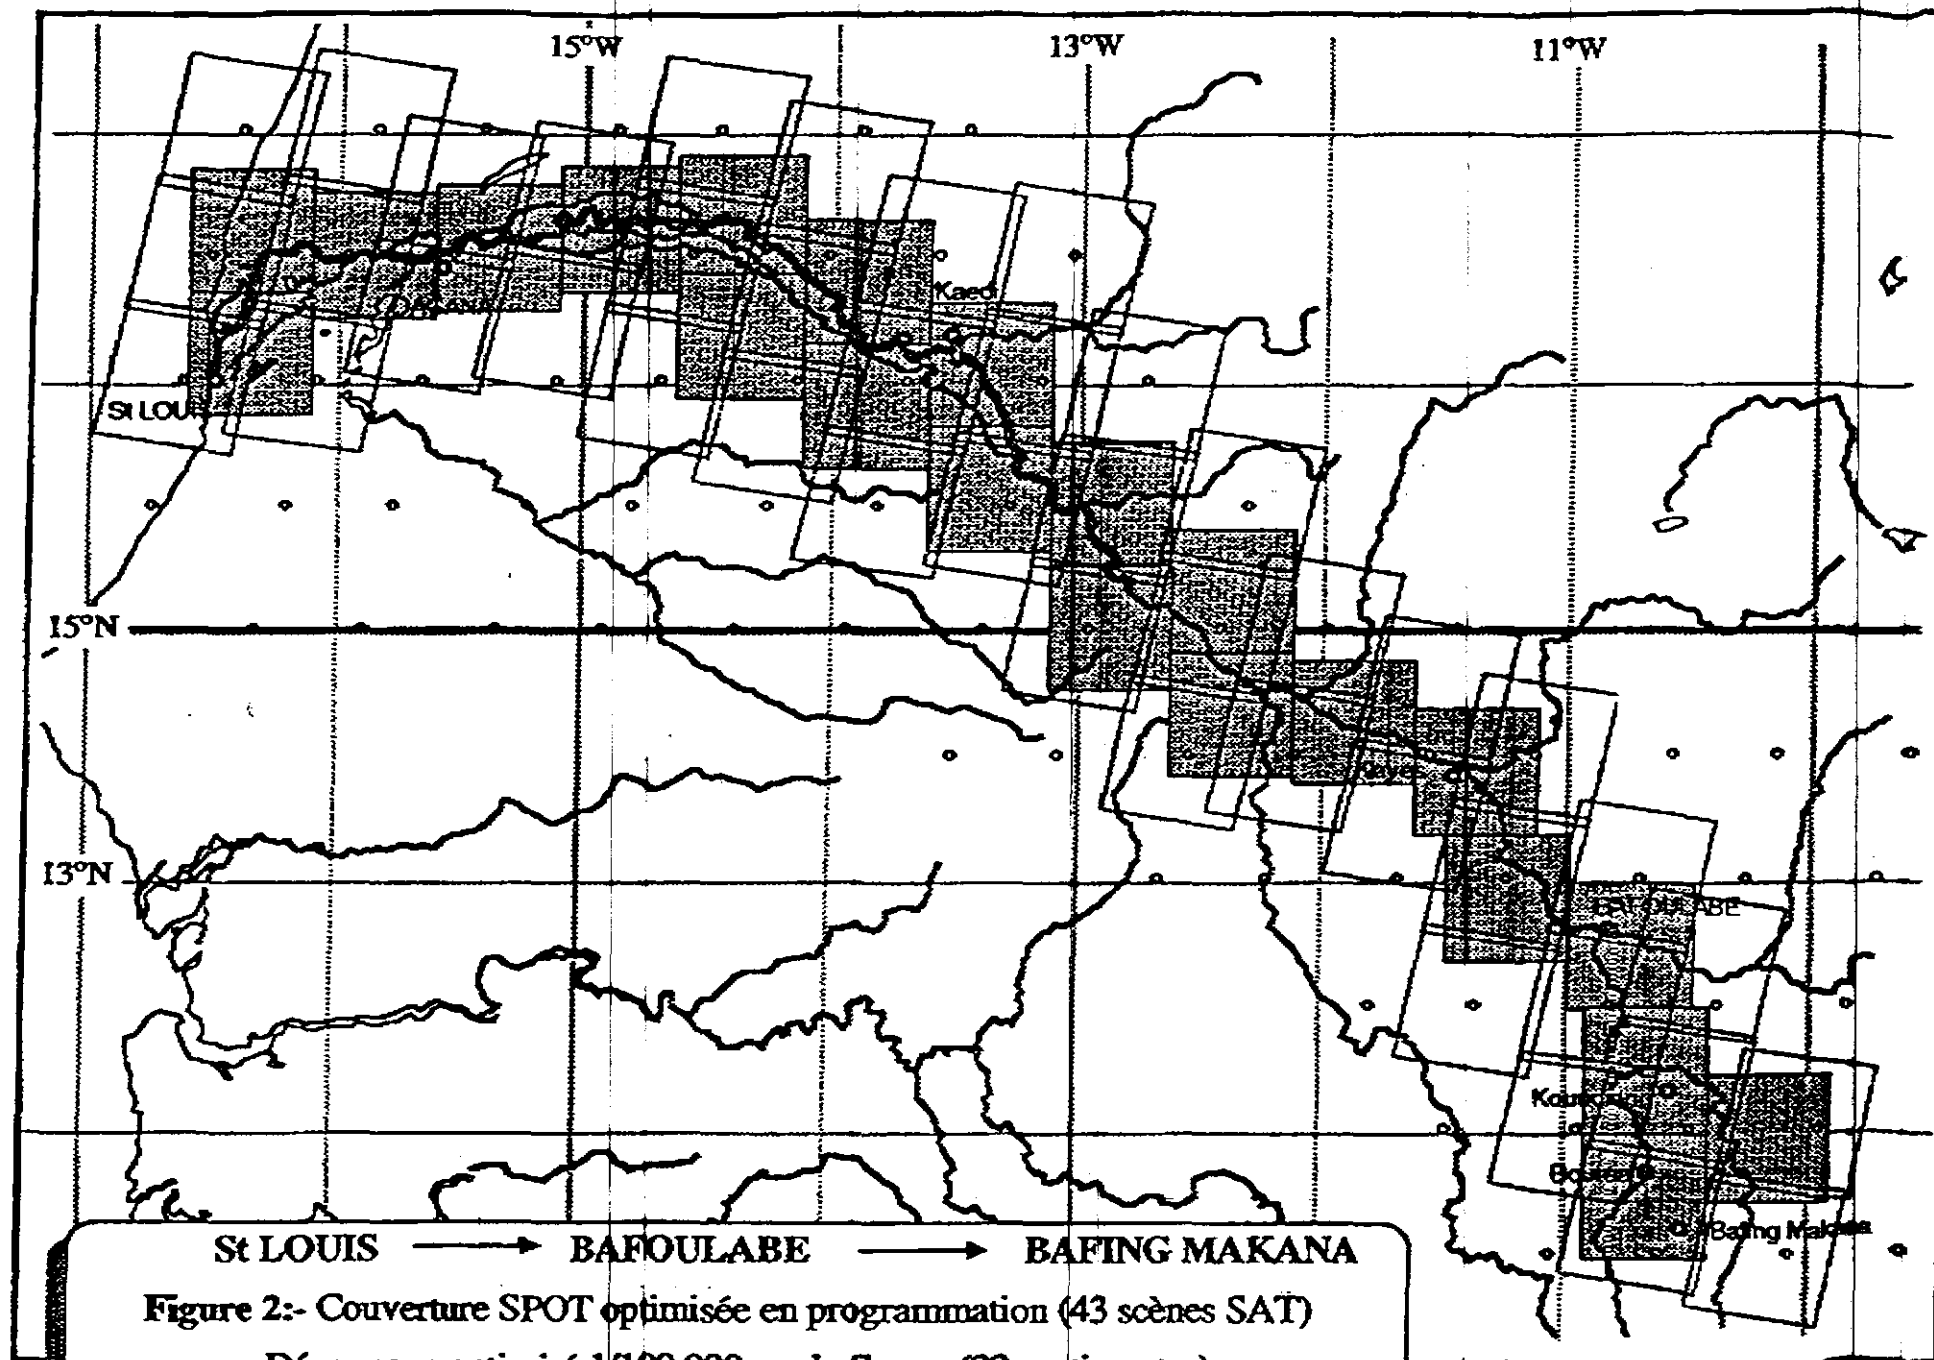 15°W 13°W 11°W
Kaedi
DAGANA
St LOUIS
15°N
Kayes
13°N
BAFOULABE
Bafing Makana
St LOUIS → BAFOULABE → BAFING MAKANA
Figure 2:- Couverture SPOT optimisée en programmation (43 scènes SAT)